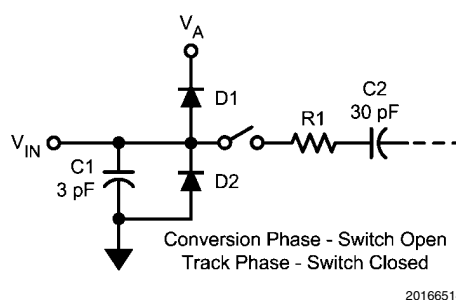 VA
D1
C2
30 pF
R1
VIN
C1
3 pF
D2
Conversion Phase - Switch Open
Track Phase - Switch Closed
2016651